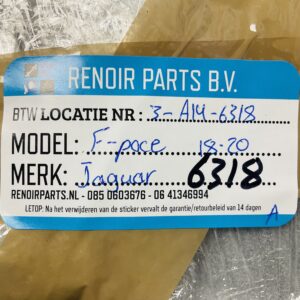 RENOIR PARTS B.V.
BTW LOCATIE NR : 3-A14-6318
MODEL: F-pace 18-20
MERK: Jaguar 6318
RENOIRPARTS.NL - 085 0603676 - 06 41346994
LETOP: Na het verwijderen van de sticker vervalt de garantie/retourbeleid van 14 dagen
A